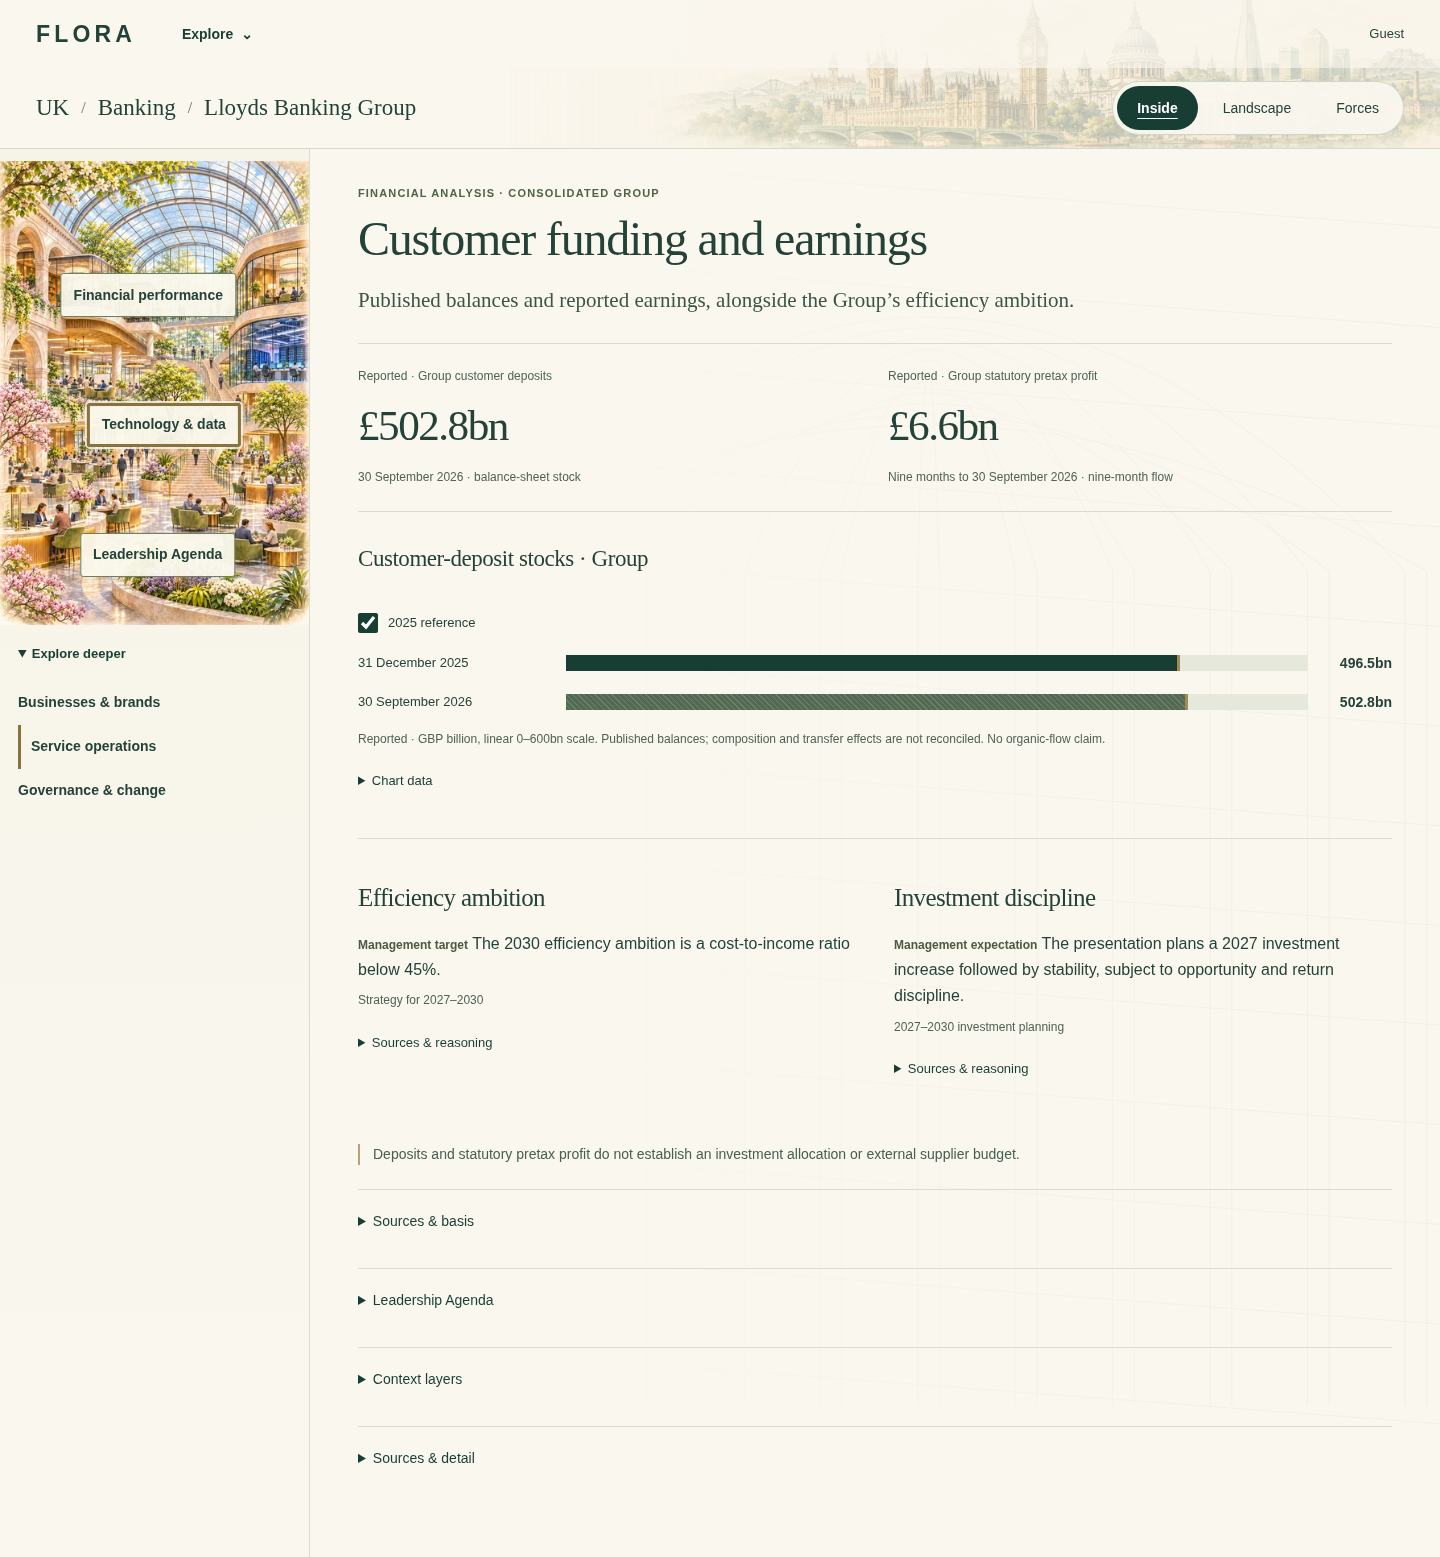 FLORA
Explore
Guest
UK / Banking / Lloyds Banking Group
Inside
Landscape
Forces
Financial performance
Technology & data
Leadership Agenda
Explore deeper
Businesses & brands
Service operations
Governance & change
FINANCIAL ANALYSIS · CONSOLIDATED GROUP
Customer funding and earnings
Published balances and reported earnings, alongside the Group’s efficiency ambition.
Reported · Group customer deposits
£502.8bn
30 September 2026 · balance-sheet stock
Reported · Group statutory pretax profit
£6.6bn
Nine months to 30 September 2026 · nine-month flow
Customer-deposit stocks · Group
2025 reference
31 December 2025
496.5bn
30 September 2026
502.8bn
Reported · GBP billion, linear 0–600bn scale. Published balances; composition and transfer effects are not reconciled. No organic-flow claim.
Chart data
Efficiency ambition
Management target The 2030 efficiency ambition is a cost-to-income ratio
below 45%.
Strategy for 2027–2030
Sources & reasoning
Investment discipline
Management expectation The presentation plans a 2027 investment
increase followed by stability, subject to opportunity and return
discipline.
2027–2030 investment planning
Sources & reasoning
Deposits and statutory pretax profit do not establish an investment allocation or external supplier budget.
Sources & basis
Leadership Agenda
Context layers
Sources & detail